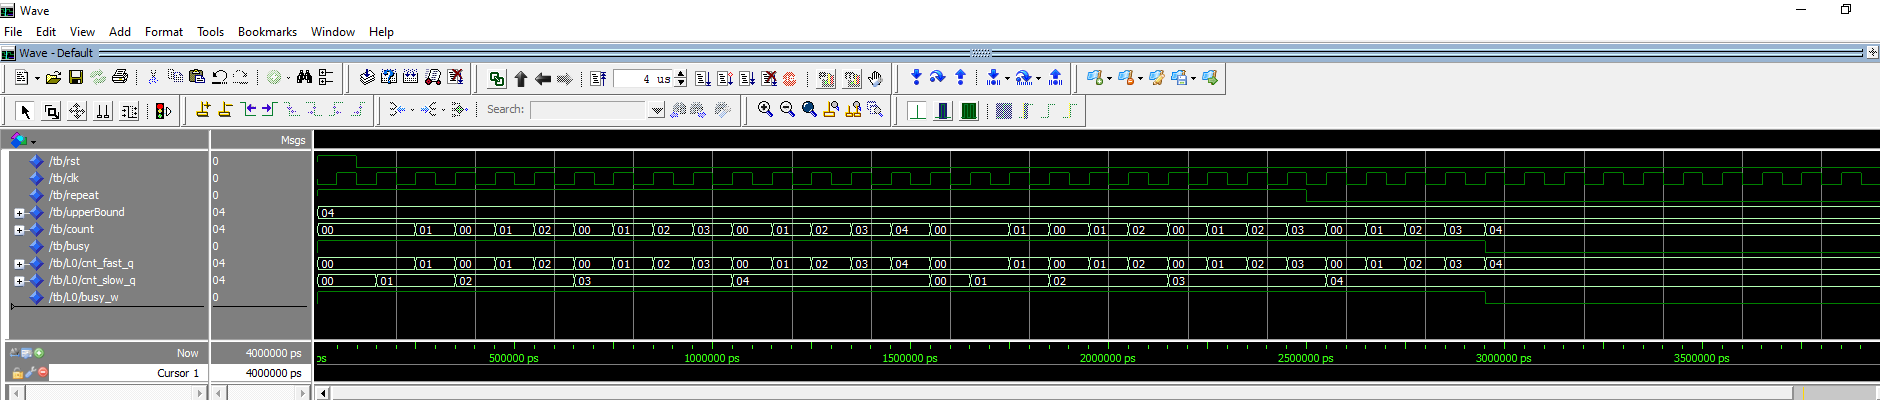 Wave
File Edit View Add Format Tools Bookmarks Window Help
Wave - Default
4 us
Search:
Msgs
/tb/rst 0
/tb/clk 0
/tb/repeat 0
/tb/upperBound 04 04
/tb/count 04 00 01 00 01 02 00 01 02 03 00 01 02 03 04 00 01 00 01 02 00 01 02 03 00 01 02 03 04
/tb/busy 0
/tb/L0/cnt_fast_q 04 00 01 00 01 02 00 01 02 03 00 01 02 03 04 00 01 00 01 02 00 01 02 03 00 01 02 03 04
/tb/L0/cnt_slow_q 04 00 01 02 03 04 00 01 02 03 04
/tb/L0/busy_w 0
Now 4000000 ps ps 500000 ps 1000000 ps 1500000 ps 2000000 ps 2500000 ps 3000000 ps 3500000 ps
Cursor 1 4000000 ps